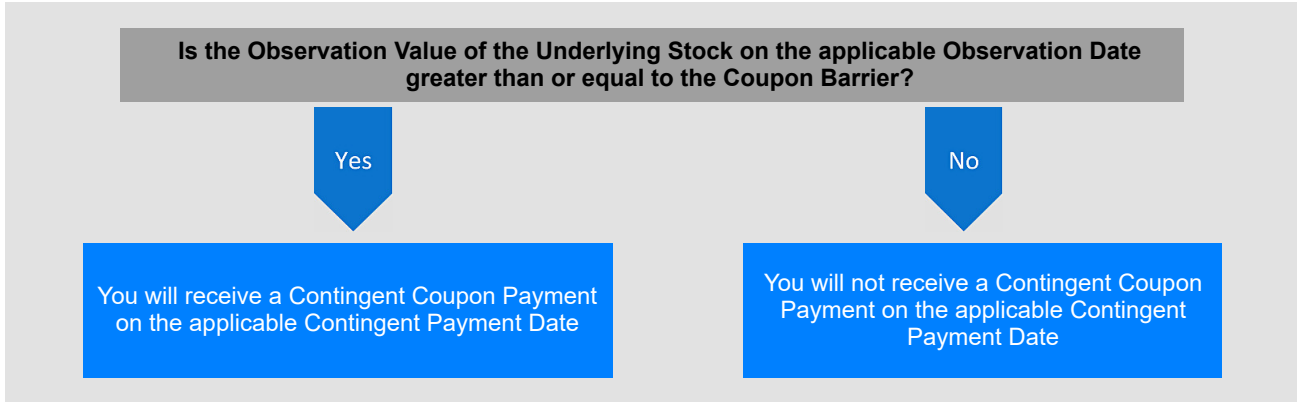 Is the Observation Value of the Underlying Stock on the applicable Observation Date
greater than or equal to the Coupon Barrier?
Yes
No
You will receive a Contingent Coupon Payment
on the applicable Contingent Payment Date
You will not receive a Contingent Coupon
Payment on the applicable Contingent
Payment Date